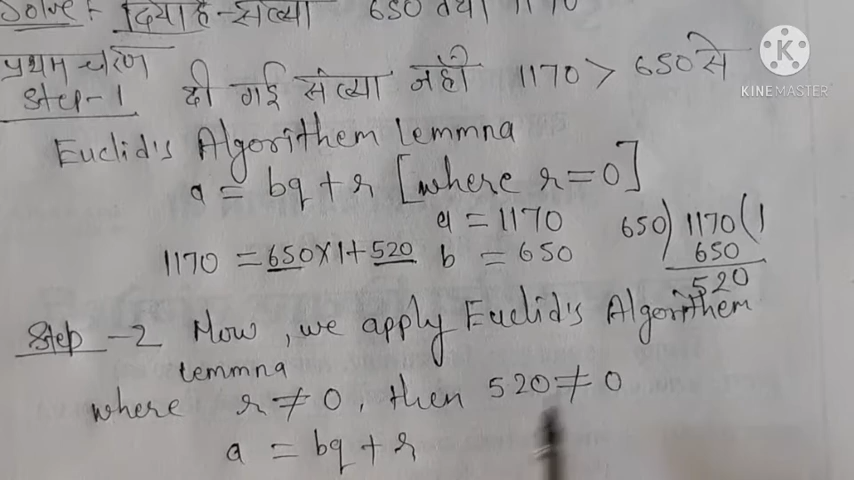 Solve :- दिया है - संख्या 650 तथा 1170
प्रथम चरण
Step-1 दी गई संख्या नहीं 1170 > 650 से
KINEMASTER
Euclid's Algorithem Lemmna
a = bq + r [where r = 0]
a = 1170 650) 1170 (1
1170 = 650 × 1 + 520 b = 650 650
520
Step -2 Now, we apply Euclid's Algorithem
Lemmna
where r ≠ 0, then 520 ≠ 0
a = bq + r